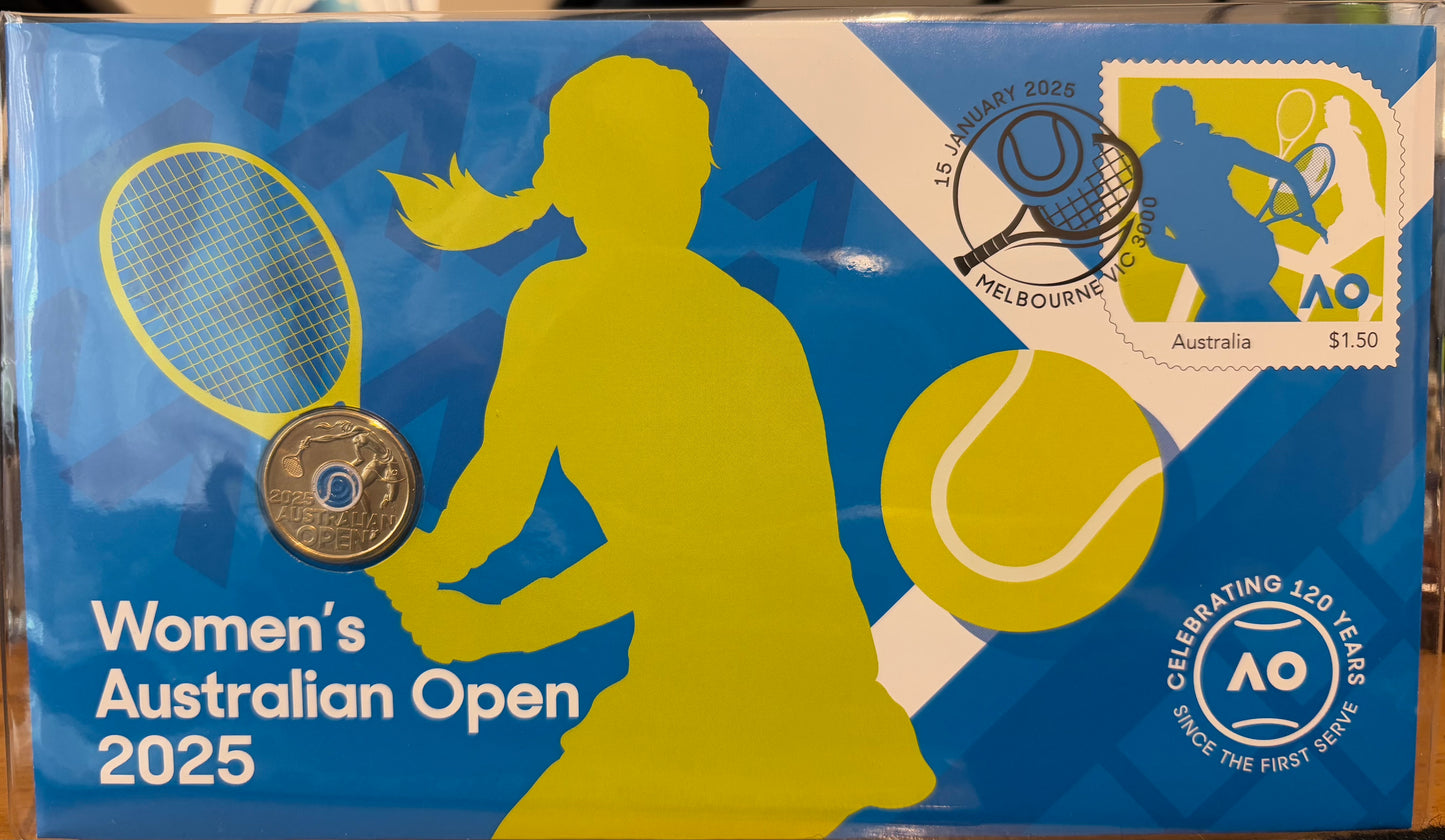 15 JANUARY 2025
MELBOURNE VIC 3000
AO
Australia $1.50
2025
AUSTRALIAN
OPEN
Women's
Australian Open
2025
CELEBRATING 120 YEARS
AO
SINCE THE FIRST SERVE